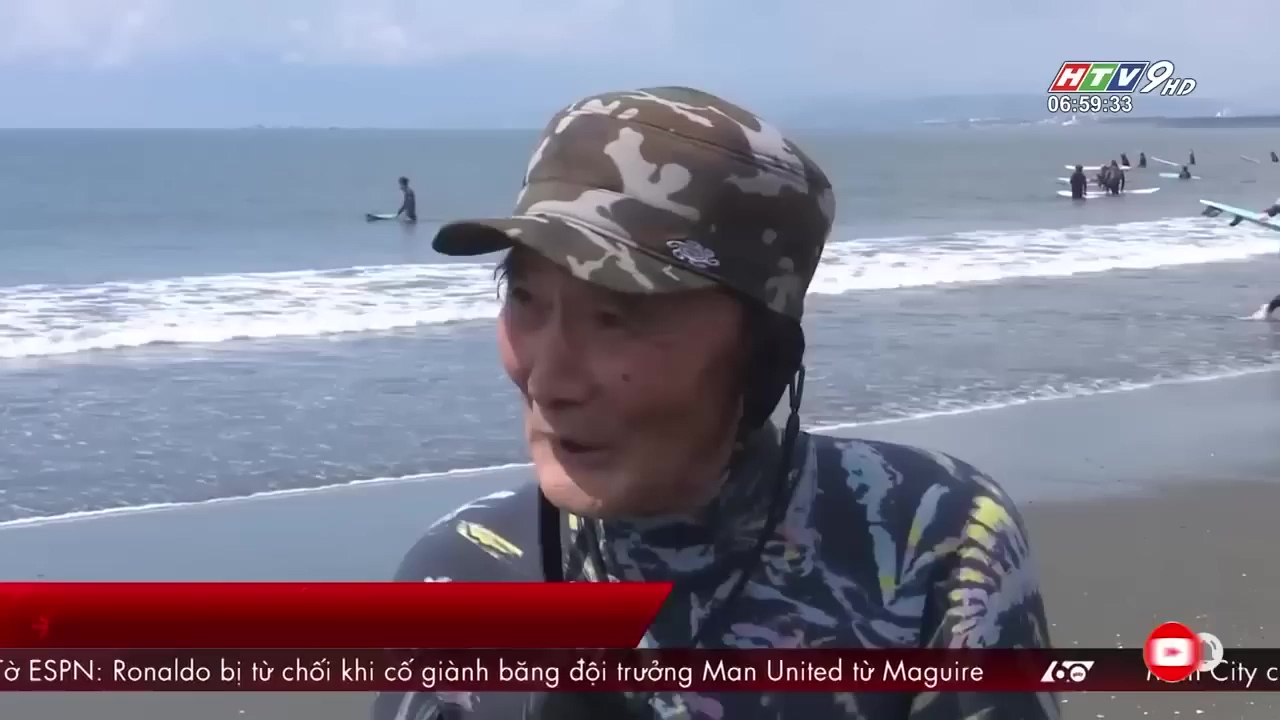 HTV9HD
06:59:33
Tờ ESPN: Ronaldo bị từ chối khi cố giành băng đội trưởng Man United từ Maguire
City c